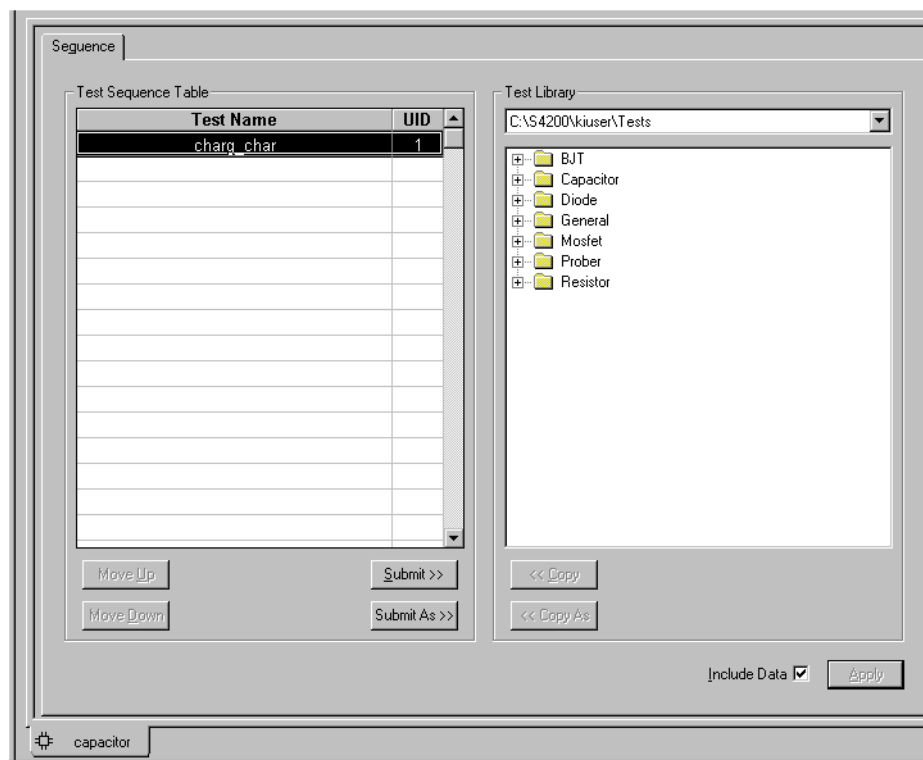 Sequence
Test Sequence Table
Test Name UID
charg_char 1
Move Up
Submit >>
Move Down
Submit As >>
Test Library
C:\S4200\kiuser\Tests
BJT
Capacitor
Diode
General
Mosfet
Prober
Resistor
<< Copy
<< Copy As
Include Data
Apply
capacitor